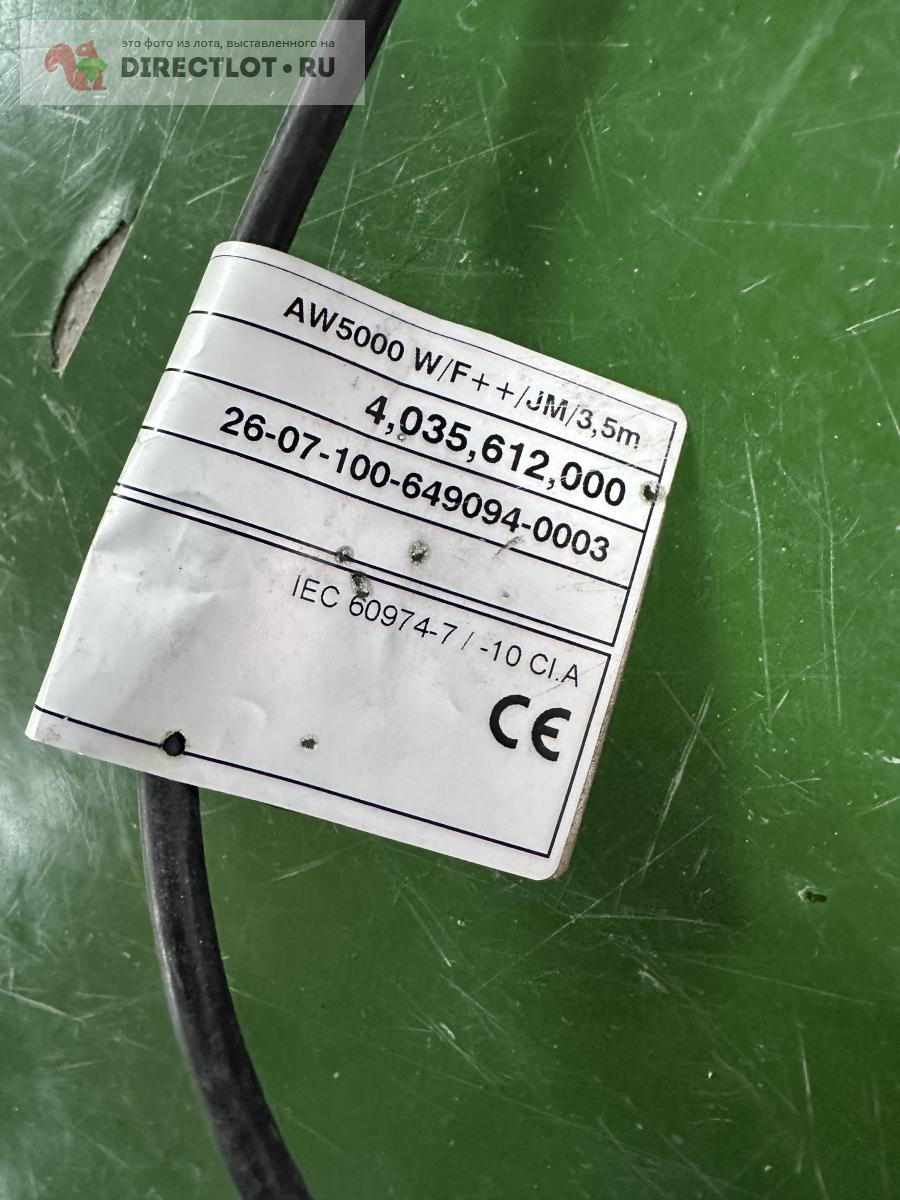 это фото из лота, выставленного на
DIRECTLOT•RU
AW5000 W/F++/JM/3,5m
4,035,612,000
26-07-100-649094-0003
IEC 60974-7 / -10 Cl.A
CE